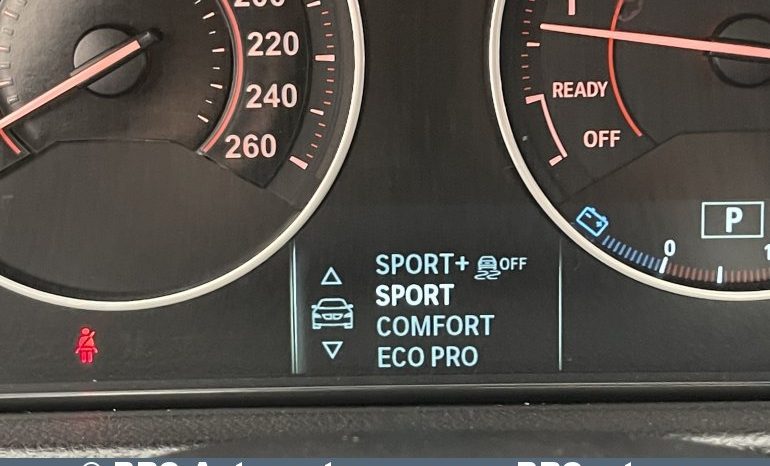 220
240
260
READY
OFF
P
0
SPORT+ OFF
SPORT
COMFORT
ECO PRO